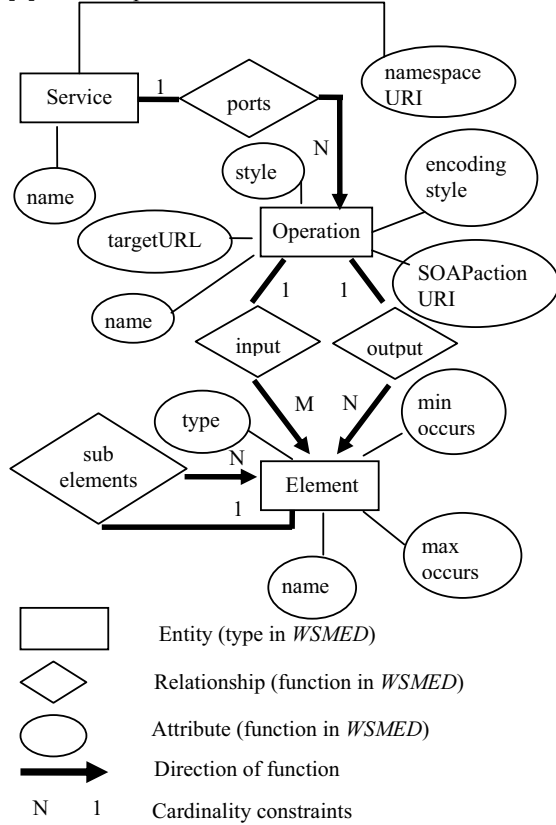 namespace
URI
Service
1
ports
name
N
style
encoding
style
targetURL
Operation
SOAPaction
URI
name
1
1
input
output
M
N
min
occurs
type
sub
elements
N
Element
1
name
max
occurs
Entity (type in WSMED)
Relationship (function in WSMED)
Attribute (function in WSMED)
Direction of function
N 1 Cardinality constraints